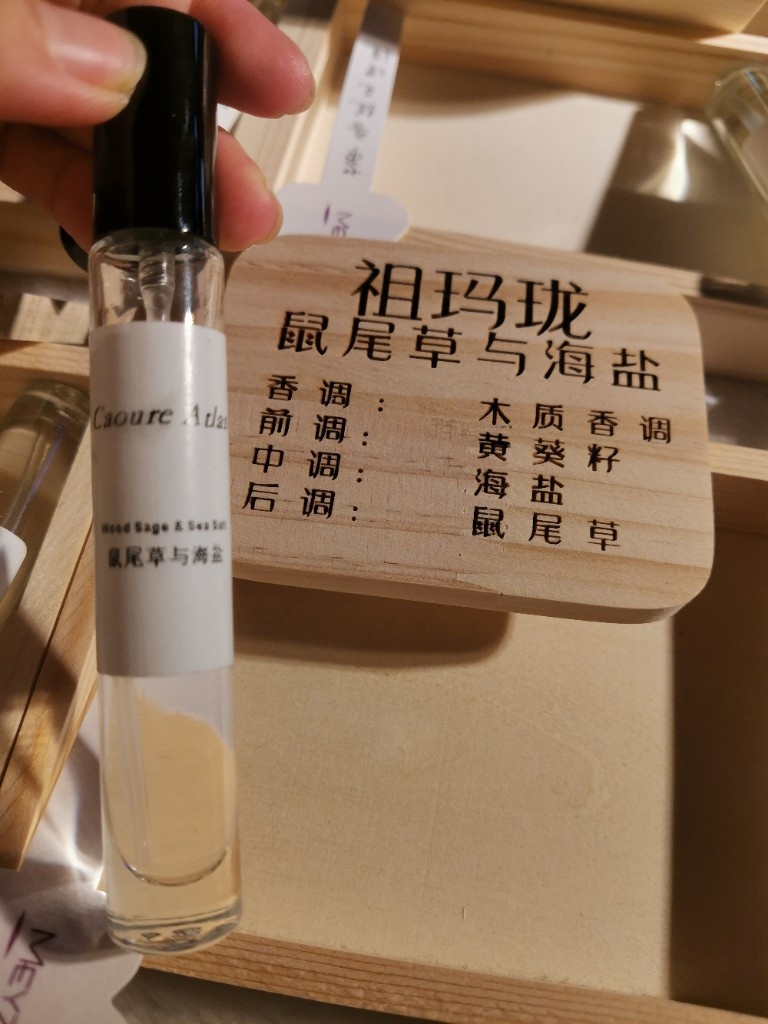 祖玛珑
鼠尾草与海盐
香调： 木质香调
前调： 黄葵籽
中调： 海盐
后调： 鼠尾草
Caoure Atlas
Wood Sage & Sea Salt
鼠尾草与海盐
MEYZ
ME